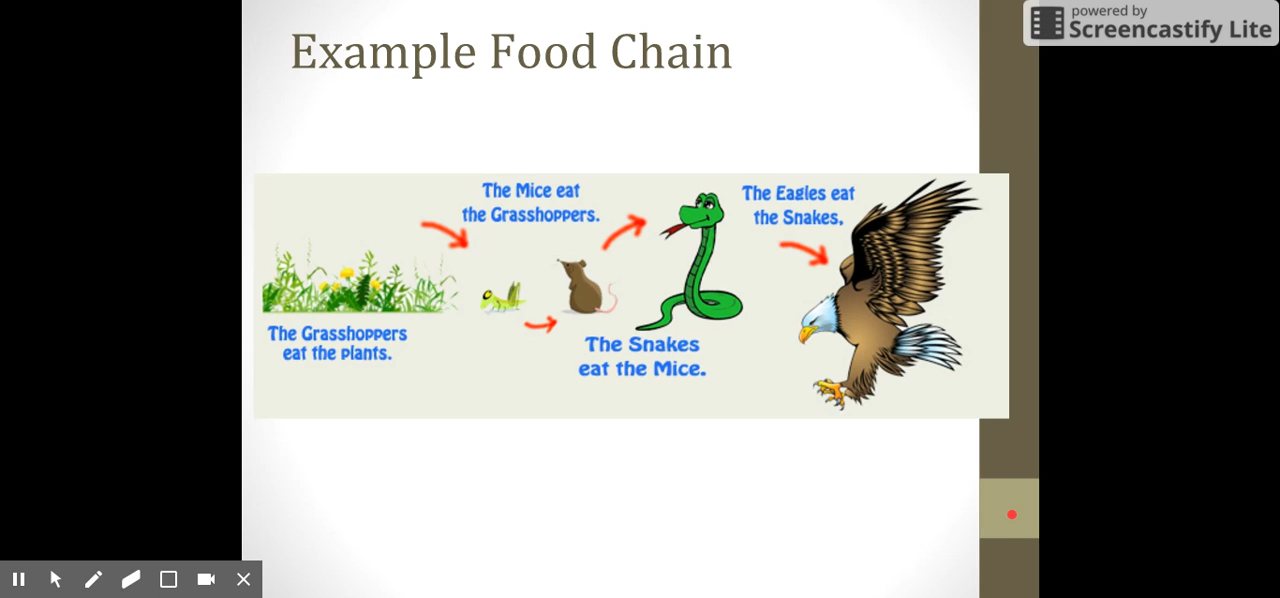 powered by
Screencastify Lite
Example Food Chain
The Mice eat
the Grasshoppers.
The Eagles eat
the Snakes,
The Grasshoppers
eat the plants.
The Snakes
eat the Mice.